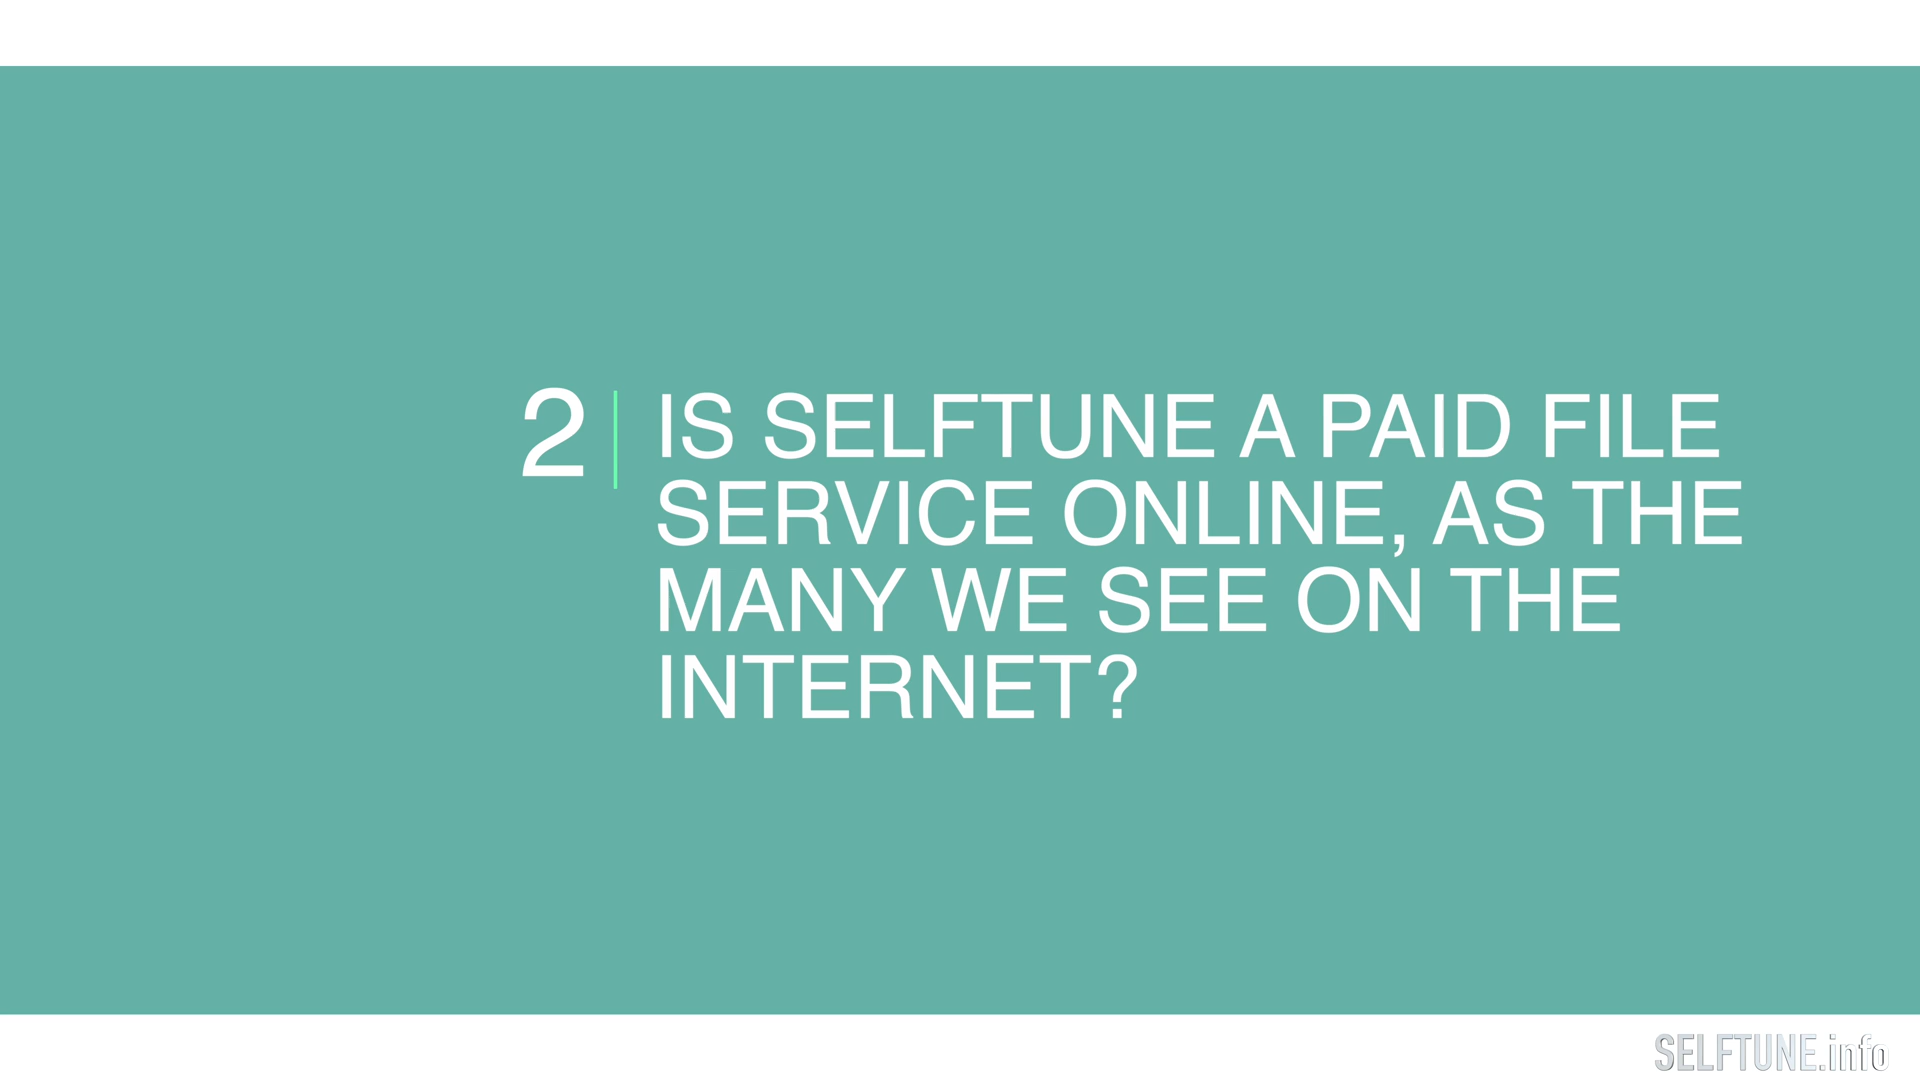 2
IS SELFTUNE A PAID FILE
SERVICE ONLINE, AS THE
MANY WE SEE ON THE
INTERNET?
SELFTUNE.info